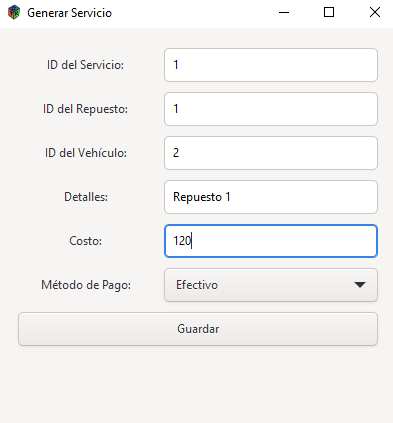 Generar Servicio
ID del Servicio: 1
ID del Repuesto: 1
ID del Vehículo: 2
Detalles: Repuesto 1
Costo: 120
Método de Pago: Efectivo
Guardar